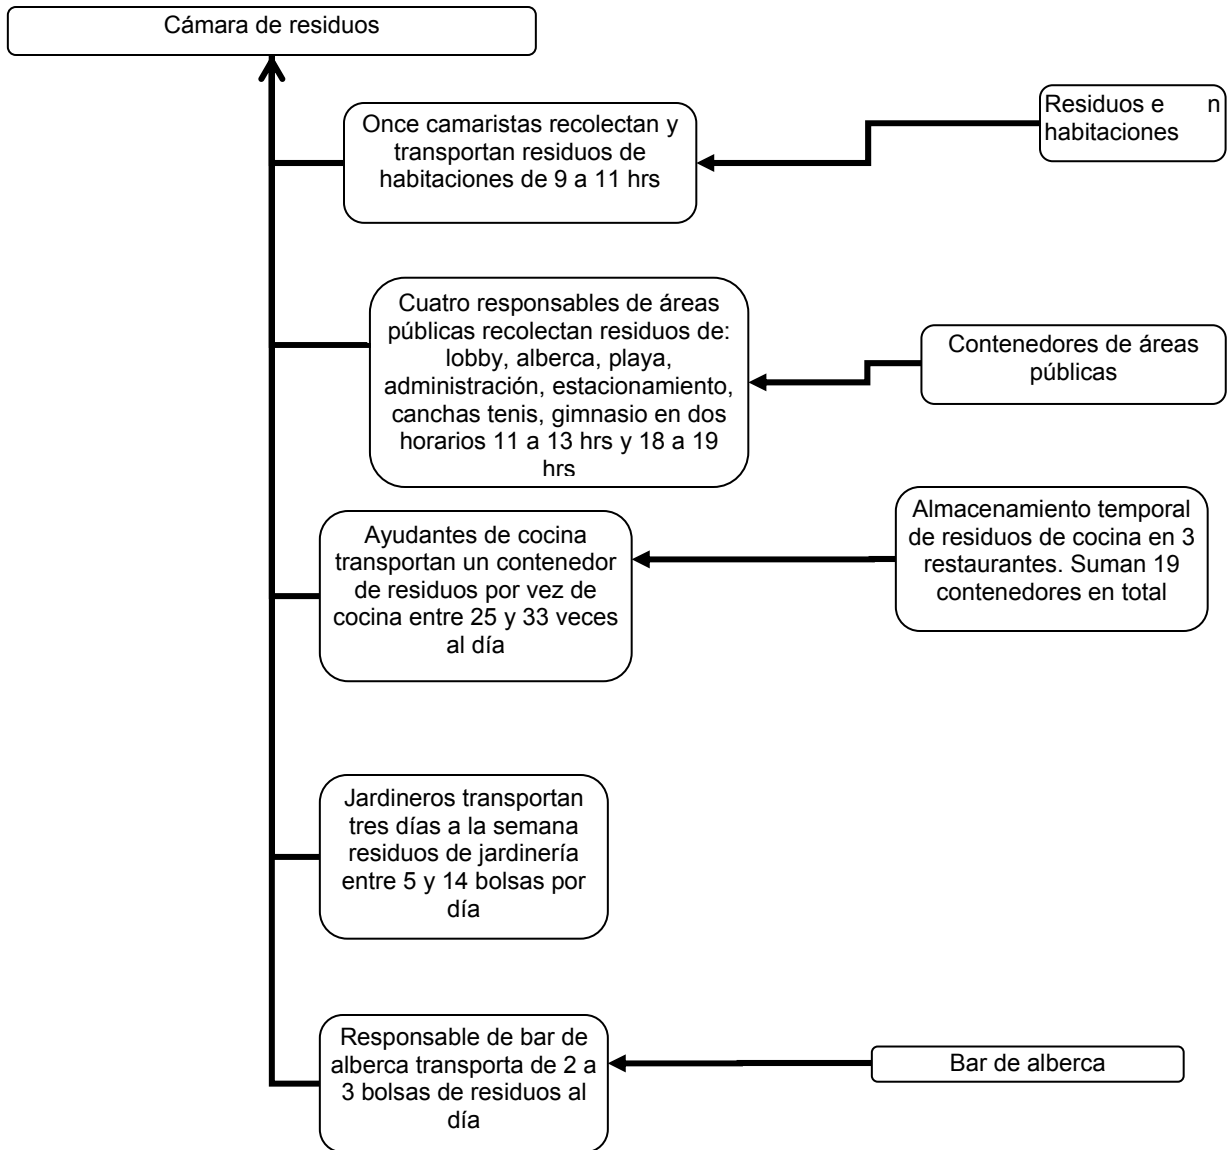 Cámara de residuos
Once camaristas recolectan y
transportan residuos de
habitaciones de 9 a 11 hrs
Residuos e n
habitaciones
Cuatro responsables de áreas
públicas recolectan residuos de:
lobby, alberca, playa,
administración, estacionamiento,
canchas tenis, gimnasio en dos
horarios 11 a 13 hrs y 18 a 19
hrs
Contenedores de áreas
públicas
Ayudantes de cocina
transportan un contenedor
de residuos por vez de
cocina entre 25 y 33 veces
al día
Almacenamiento temporal
de residuos de cocina en 3
restaurantes. Suman 19
contenedores en total
Jardineros transportan
tres días a la semana
residuos de jardinería
entre 5 y 14 bolsas por
día
Responsable de bar de
alberca transporta de 2 a
3 bolsas de residuos al
día
Bar de alberca